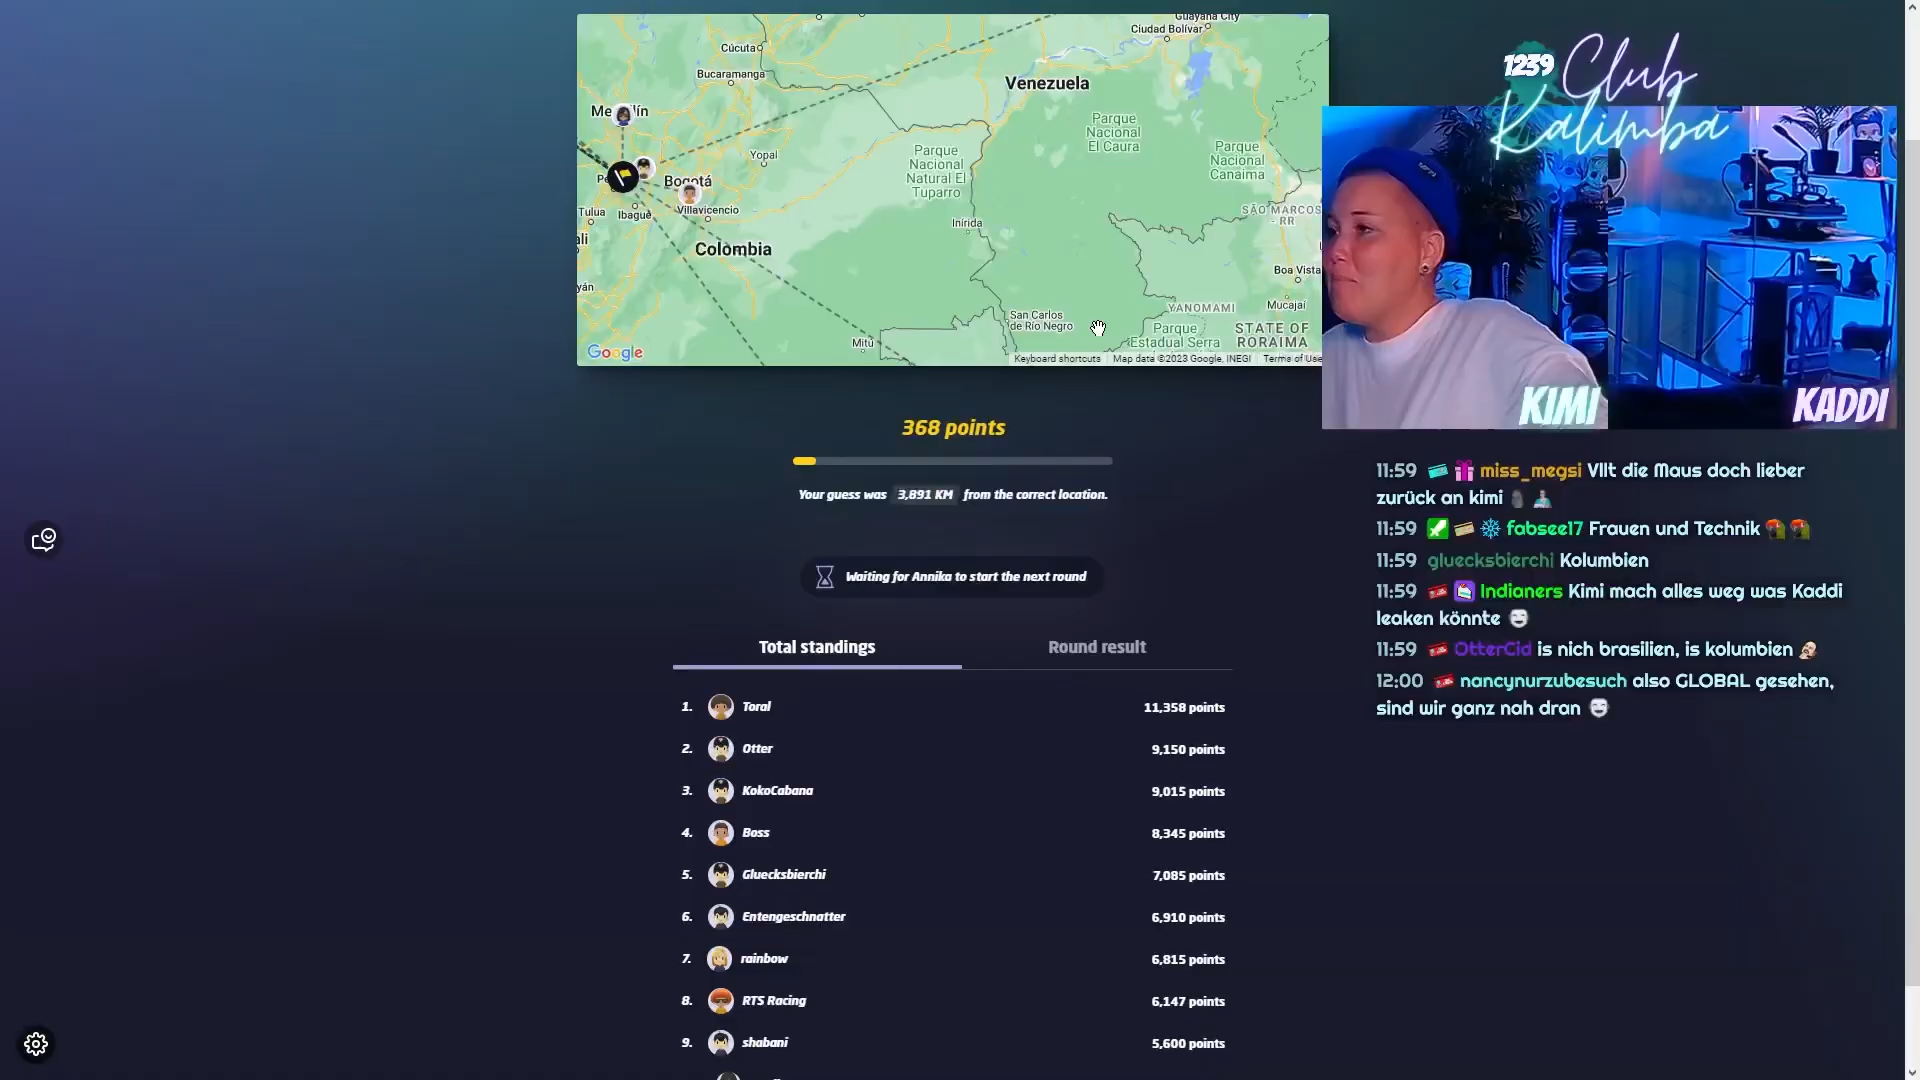 Guayana City
Ciudad Bolívar
Cúcuta
Bucaramanga
Venezuela
Parque
Nacional
El Caura
Parque
Nacional
Canaima
Yopal
Parque
Nacional
Natural El
Tuparro
Bogotá
Tulua
Ibagué
Villavicencio
SÃO MARCOS
- RR
Inírida
Colombia
Boa Vista
San Carlos
de Río Negro
YANOMAMI
Mucajaí
Parque
Estadual Serra
STATE OF
RORAIMA
Mitú
Google
Keyboard shortcuts
Map data ©2023 Google, INEGI
Terms of Use
1239
Club
Kalimba
KIMI
KADDI
368 points
Your guess was 3,891 KM from the correct location.
Waiting for Annika to start the next round
Total standings
Round result
1. Toral 11,358 points
2. Otter 9,150 points
3. KokoCabana 9,015 points
4. Boss 8,345 points
5. Gluecksbierchi 7,085 points
6. Entengeschnatter 6,910 points
7. rainbow 6,815 points
8. RTS Racing 6,147 points
9. shabani 5,600 points
11:59 miss_megsi Vllt die Maus doch lieber
zurück an kimi
11:59 fabsee17 Frauen und Technik
11:59 gluecksbierchi Kolumbien
11:59 Indianers Kimi mach alles weg was Kaddi
leaken könnte
11:59 OtterCid is nich brasilien, is kolumbien
12:00 nancynurzubesuch also GLOBAL gesehen,
sind wir ganz nah dran